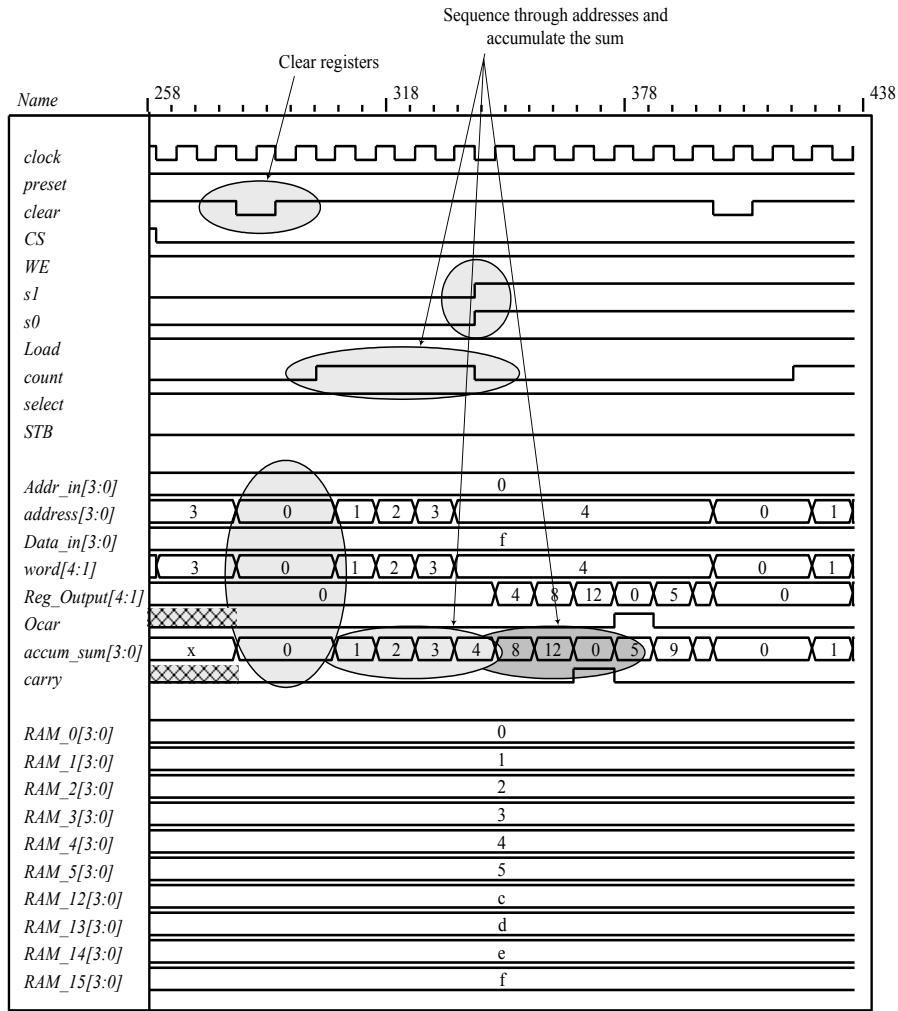 Sequence through addresses and
accumulate the sum
Clear registers
Name 258 318 378 438
clock
preset
clear
CS
WE
s1
s0
Load
count
select
STB
Addr_in[3:0] 0
address[3:0] 3 0 1 2 3 4 0 1
Data_in[3:0] f
word[4:1] 3 0 1 2 3 4 0 1
Reg_Output[4:1] 0 4 8 12 0 5 0
Ocar
accum_sum[3:0] x 0 1 2 3 4 8 12 0 5 9 0 1
carry
RAM_0[3:0] 0
RAM_1[3:0] 1
RAM_2[3:0] 2
RAM_3[3:0] 3
RAM_4[3:0] 4
RAM_5[3:0] 5
RAM_12[3:0] c
RAM_13[3:0] d
RAM_14[3:0] e
RAM_15[3:0] f